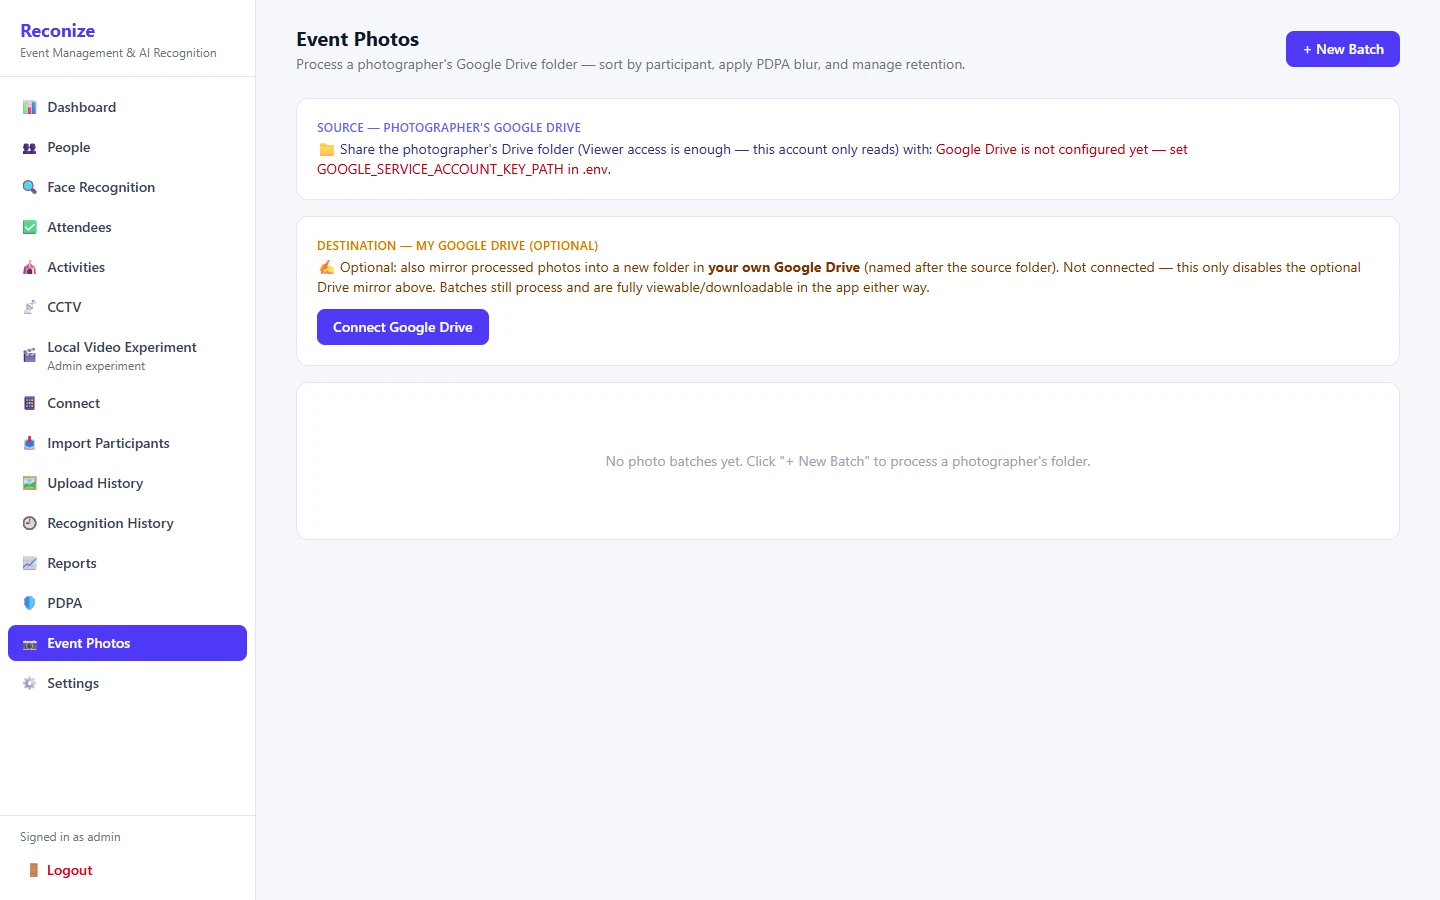 Reconize
Event Management & AI Recognition
Dashboard
People
Face Recognition
Attendees
Activities
CCTV
Local Video Experiment
Admin experiment
Connect
Import Participants
Upload History
Recognition History
Reports
PDPA
Event Photos
Settings
Signed in as admin
Logout
Event Photos
Process a photographer's Google Drive folder — sort by participant, apply PDPA blur, and manage retention.
+ New Batch
SOURCE — PHOTOGRAPHER'S GOOGLE DRIVE
Share the photographer's Drive folder (Viewer access is enough — this account only reads) with: Google Drive is not configured yet — set
GOOGLE_SERVICE_ACCOUNT_KEY_PATH in .env.
DESTINATION — MY GOOGLE DRIVE (OPTIONAL)
Optional: also mirror processed photos into a new folder in your own Google Drive (named after the source folder). Not connected — this only disables the optional
Drive mirror above. Batches still process and are fully viewable/downloadable in the app either way.
Connect Google Drive
No photo batches yet. Click "+ New Batch" to process a photographer's folder.